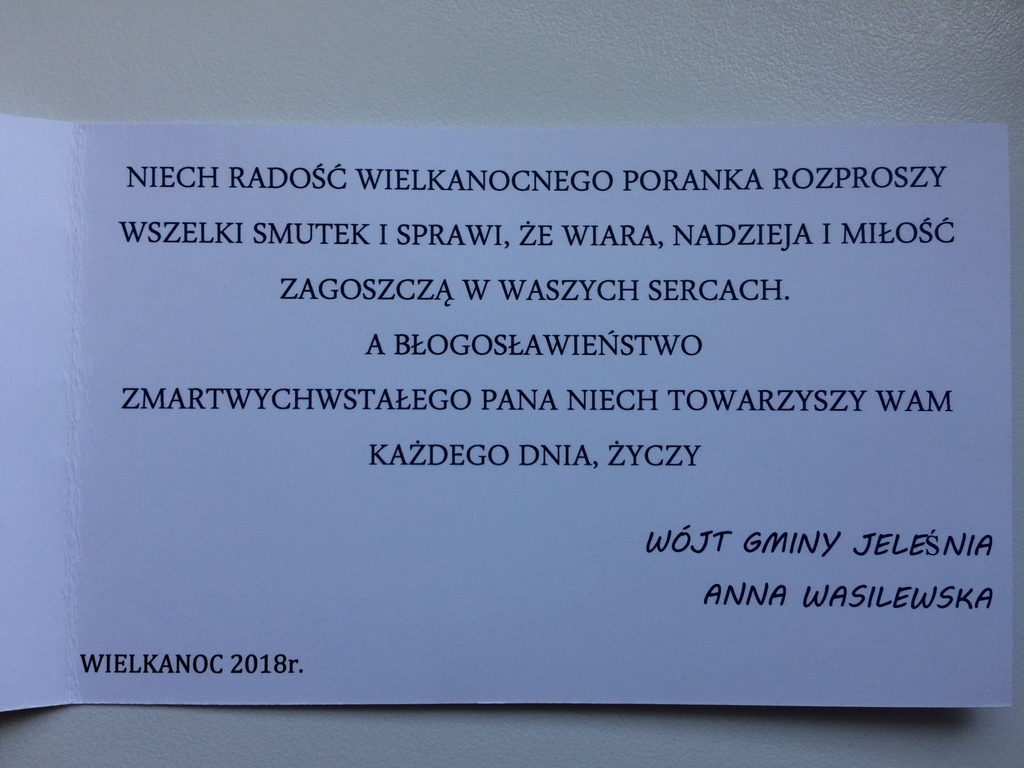 NIECH RADOŚĆ WIELKANOCNEGO PORANKA ROZPROSZY
WSZELKI SMUTEK I SPRAWI, ŻE WIARA, NADZIEJA I MIŁOŚĆ
ZAGOSZCZĄ W WASZYCH SERCACH.
A BŁOGOSŁAWIEŃSTWO
ZMARTWYCHWSTAŁEGO PANA NIECH TOWARZYSZY WAM
KAŻDEGO DNIA, ŻYCZY
WÓJT GMINY JELEŚNIA
ANNA WASILEWSKA
WIELKANOC 2018r.